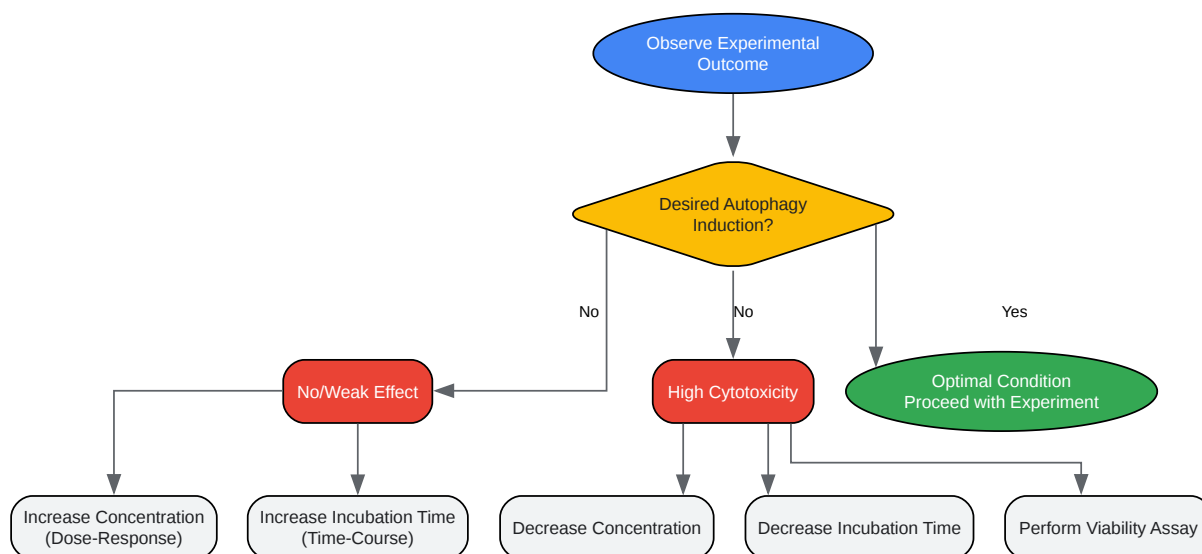 Observe Experimental
Outcome
Desired Autophagy
Induction?
No
No
Yes
No/Weak Effect
High Cytotoxicity
Optimal Condition
Proceed with Experiment
Increase Concentration
(Dose-Response)
Increase Incubation Time
(Time-Course)
Decrease Concentration
Decrease Incubation Time
Perform Viability Assay